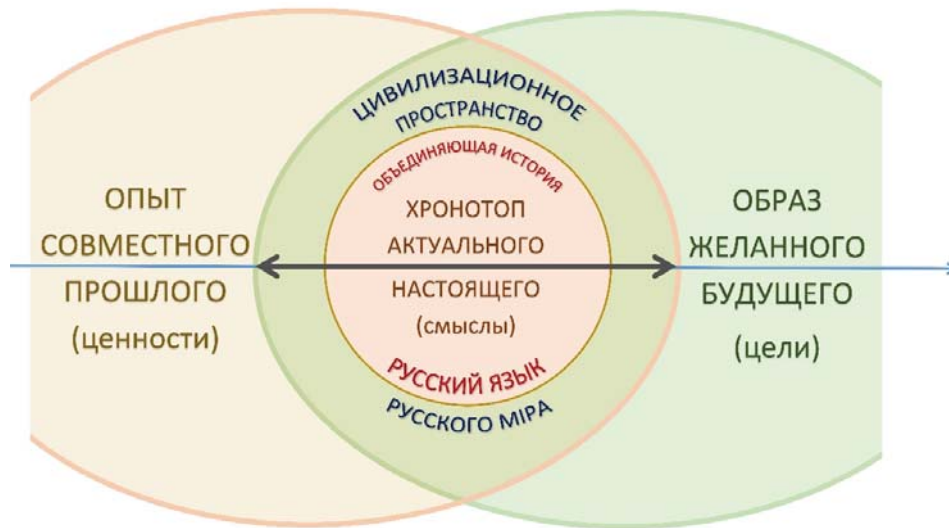 ЦИВИЛИЗАЦИОННОЕ
ПРОСТРАНСТВО
ОБЪЕДИНЯЮЩАЯ ИСТОРИЯ
ОПЫТ
СОВМЕСТНОГО
ПРОШЛОГО
(ценности)
ХРОНОТОП
АКТУАЛЬНОГО
НАСТОЯЩЕГО
(смыслы)
ОБРАЗ
ЖЕЛАННОГО
БУДУЩЕГО
(цели)
РУССКИЙ ЯЗЫК
РУССКОГО МIРА